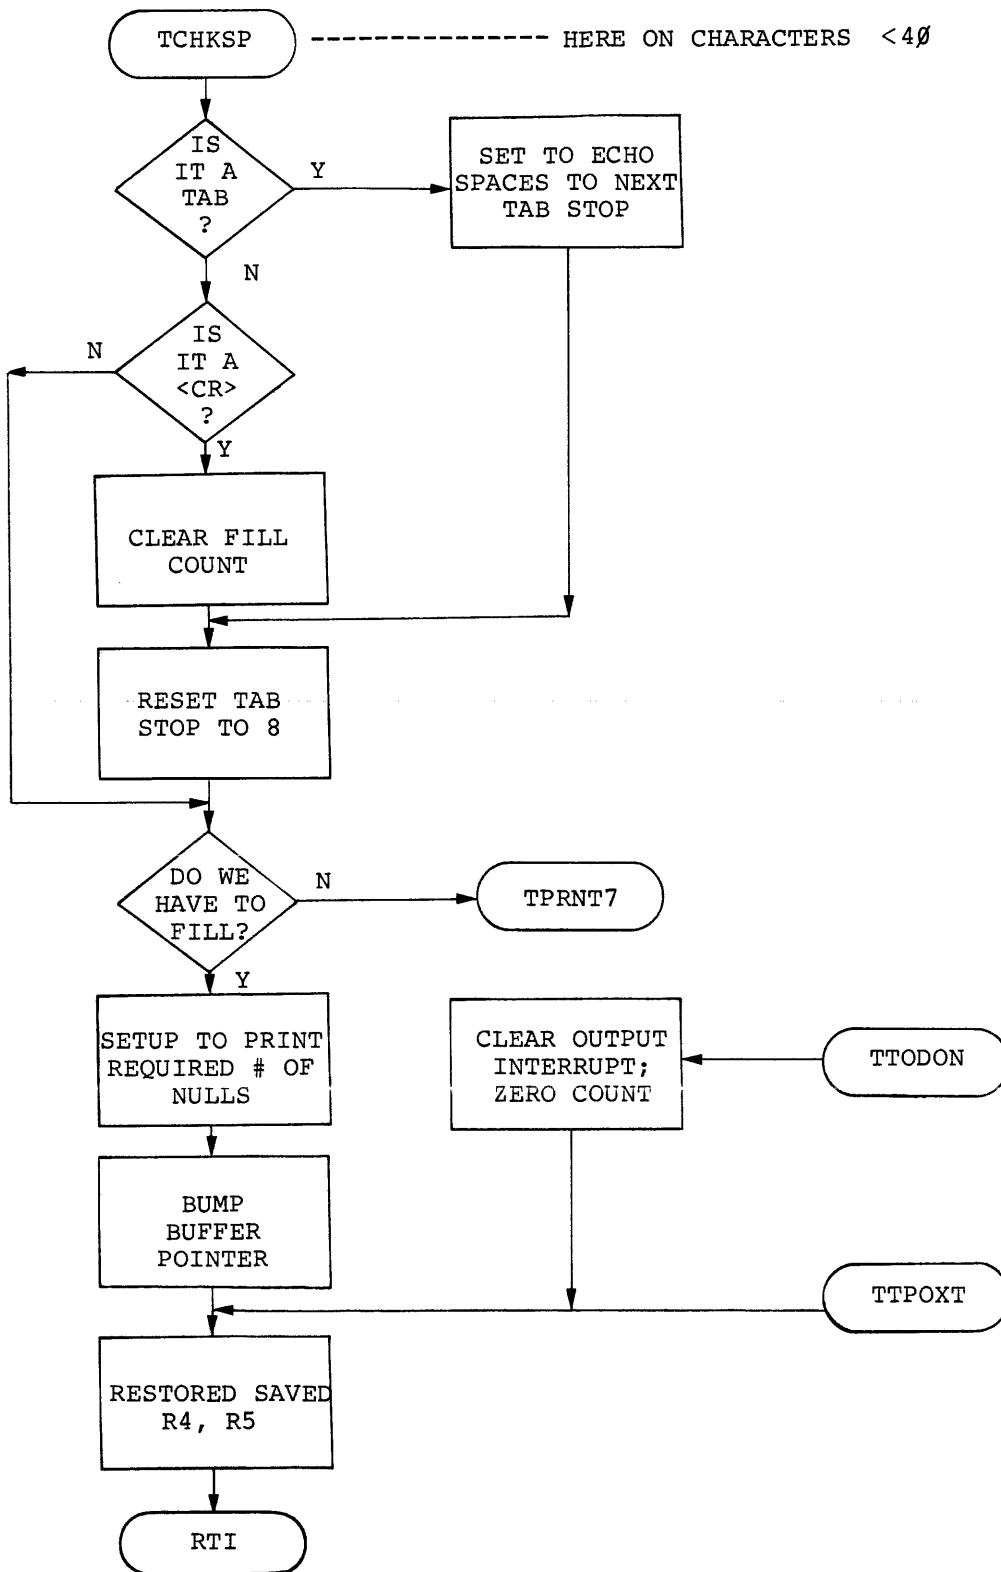 TCHKSP
HERE ON CHARACTERS <4Ø
IS
IT A
TAB
?
Y
SET TO ECHO
SPACES TO NEXT
TAB STOP
N
IS
IT A
<CR>
?
N
Y
CLEAR FILL
COUNT
RESET TAB
STOP TO 8
DO WE
HAVE TO
FILL?
N
TPRNT7
Y
SETUP TO PRINT
REQUIRED # OF
NULLS
CLEAR OUTPUT
INTERRUPT;
ZERO COUNT
TTODON
BUMP
BUFFER
POINTER
TTPOXT
RESTORED SAVED
R4, R5
RTI